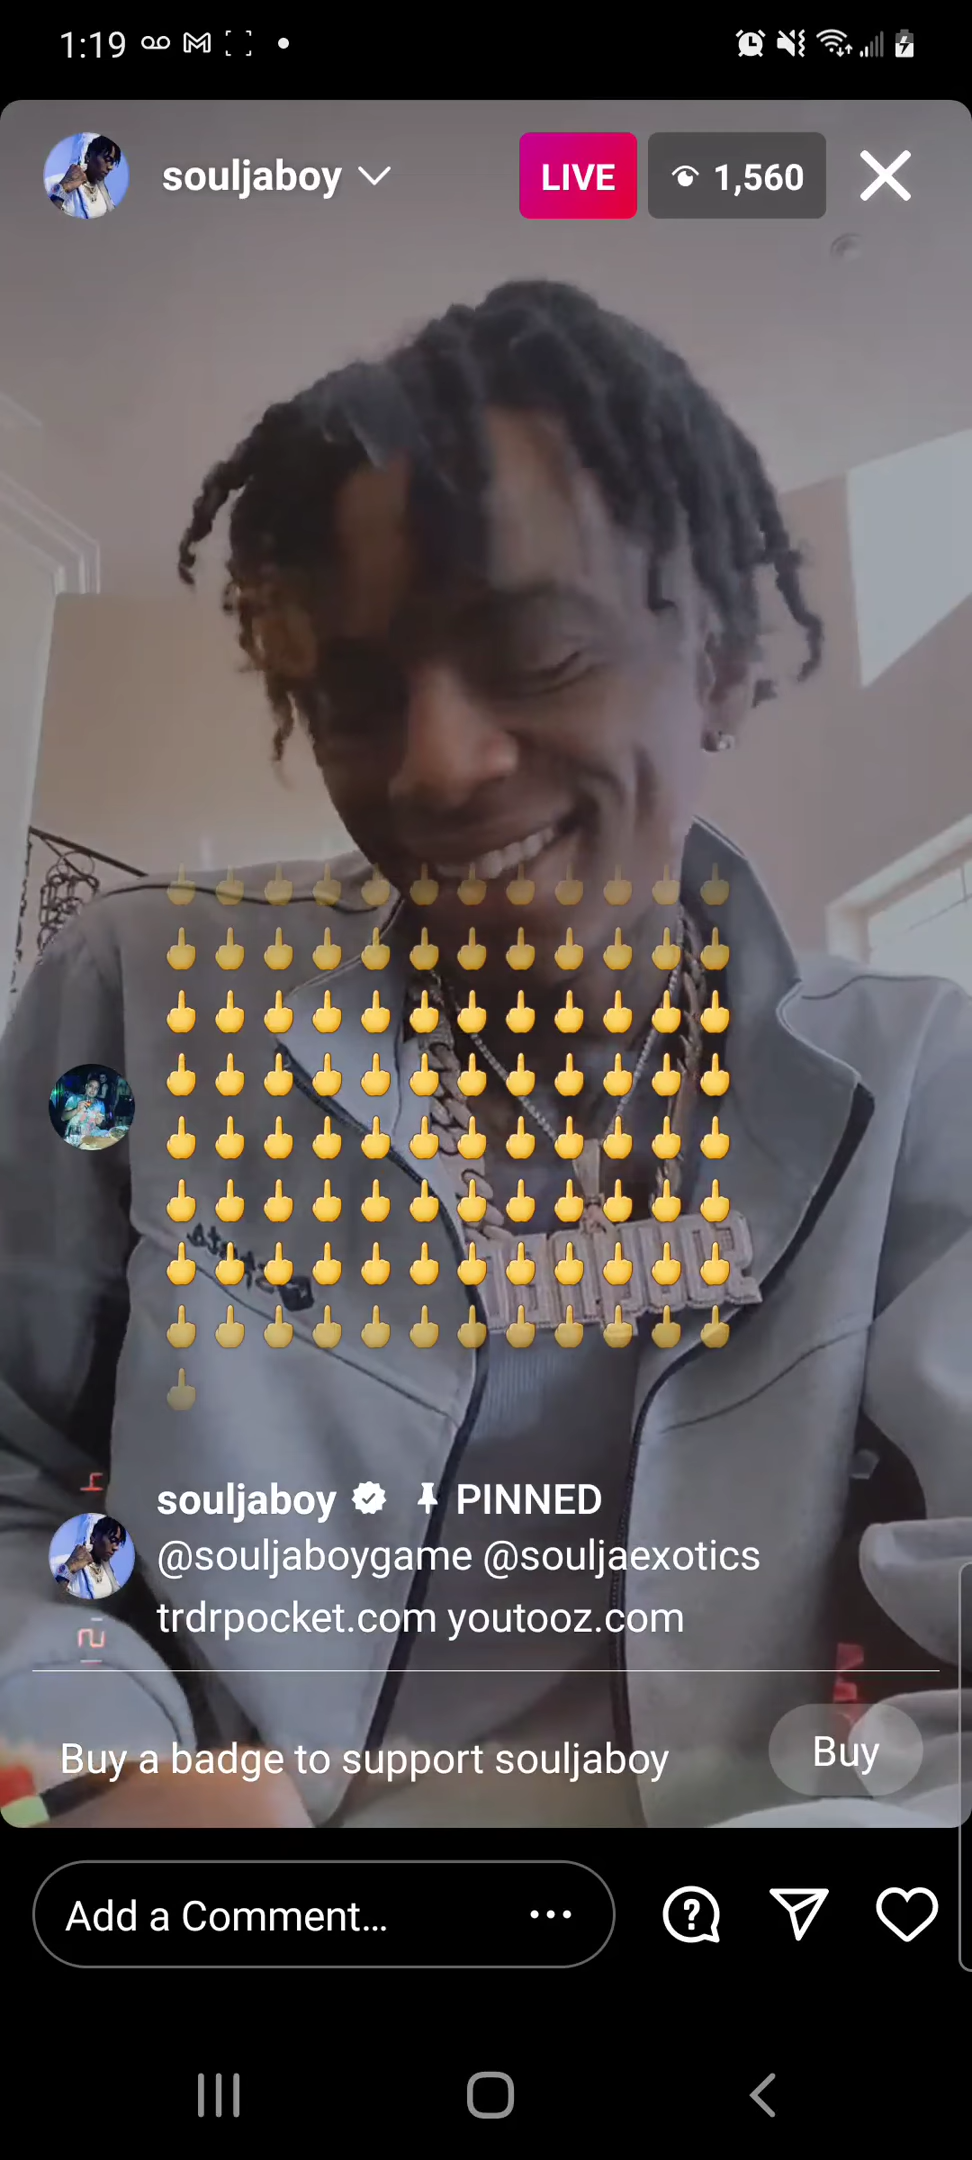 1:19
souljaboy
LIVE
1,560
souljaboy PINNED
@souljaboygame @souljaexotics
trdrpocket.com youtooz.com
Buy a badge to support souljaboy
Buy
Add a Comment...